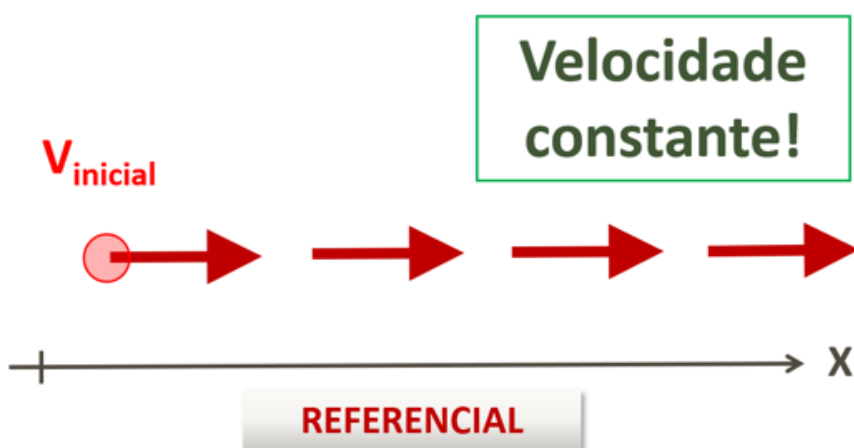 Velocidade
constante!
Vinicial
X
REFERENCIAL